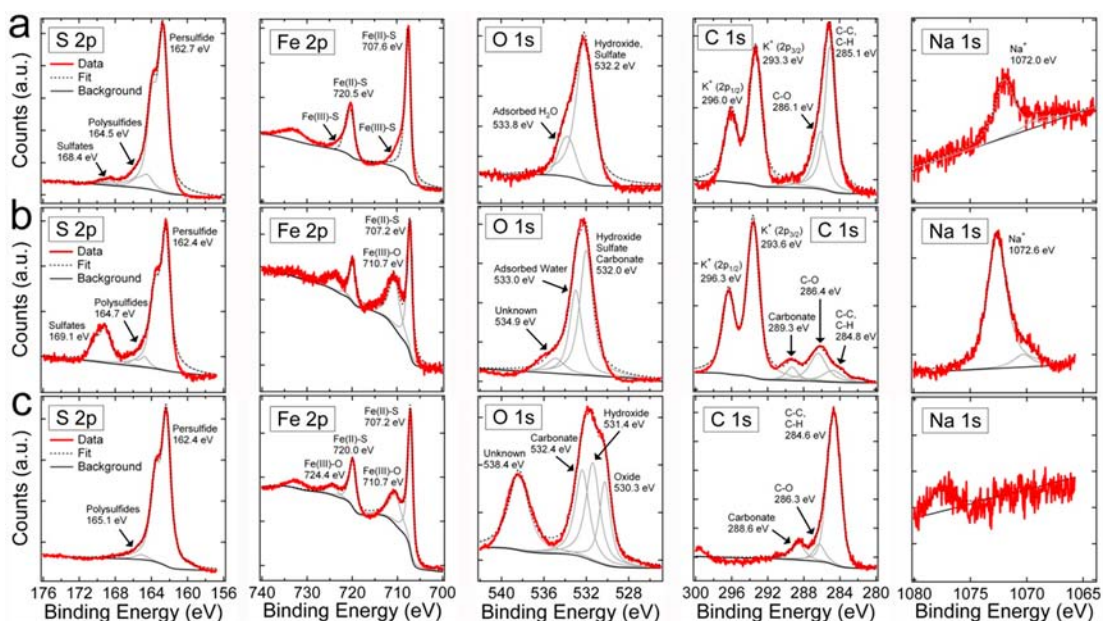 a
Counts (a.u.)
S 2p
Data
Fit
Background
Persulfide
162.7 eV
Polysulfides
164.5 eV
Sulfates
168.4 eV
Fe 2p
Fe(II)-S
707.6 eV
Fe(II)-S
720.5 eV
Fe(III)-S
Fe(III)-S
O 1s
Hydroxide,
Sulfate
532.2 eV
Adsorbed H₂O
533.8 eV
C 1s
K⁺ (2p₃/₂)
293.3 eV
K⁺ (2p₁/₂)
296.0 eV
C-C,
C-H
285.1 eV
C-O
286.1 eV
Na 1s
Na⁺
1072.0 eV
b
Counts (a.u.)
S 2p
Data
Fit
Background
Persulfide
162.4 eV
Polysulfides
164.7 eV
Sulfates
169.1 eV
Fe 2p
Fe(II)-S
707.2 eV
Fe(III)-O
710.7 eV
O 1s
Hydroxide
Sulfate
Carbonate
532.0 eV
Adsorbed Water
533.0 eV
Unknown
534.9 eV
C 1s
K⁺ (2p₃/₂)
293.6 eV
K⁺ (2p₁/₂)
296.3 eV
C-O
286.4 eV
Carbonate
289.3 eV
C-C,
C-H
284.8 eV
Na 1s
Na⁺
1072.6 eV
c
Counts (a.u.)
S 2p
Data
Fit
Background
Persulfide
162.4 eV
Polysulfides
165.1 eV
176 172 168 164 160 156
Binding Energy (eV)
Fe 2p
Fe(II)-S
707.2 eV
Fe(II)-S
720.0 eV
Fe(III)-O
724.4 eV
Fe(III)-O
710.7 eV
740 730 720 710 700
Binding Energy (eV)
O 1s
Hydroxide
531.4 eV
Carbonate
532.4 eV
Unknown
538.4 eV
Oxide
530.3 eV
540 536 532 528
Binding Energy (eV)
C 1s
C-C,
C-H
284.6 eV
C-O
286.3 eV
Carbonate
288.6 eV
300 296 292 288 284 280
Binding Energy (eV)
Na 1s
1080 1075 1070 1065
Binding Energy (eV)